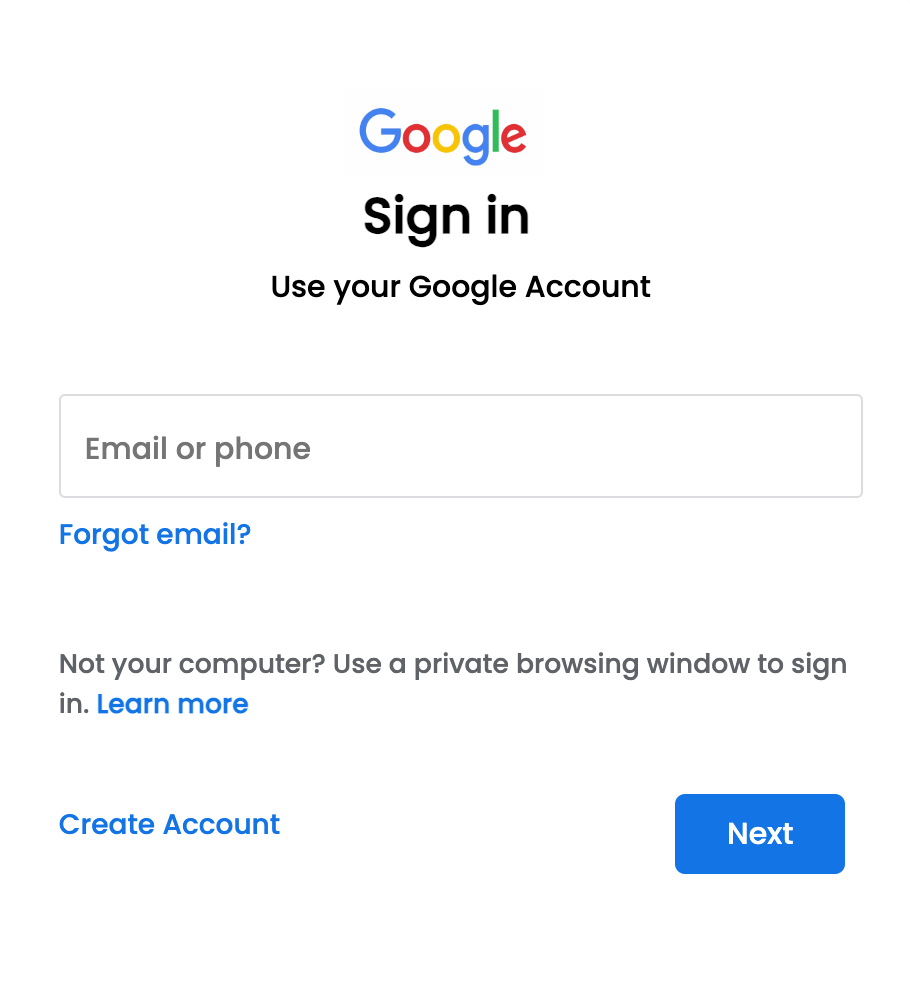 Google
Sign in
Use your Google Account
Email or phone
Forgot email?
Not your computer? Use a private browsing window to sign
in. Learn more
Create Account
Next